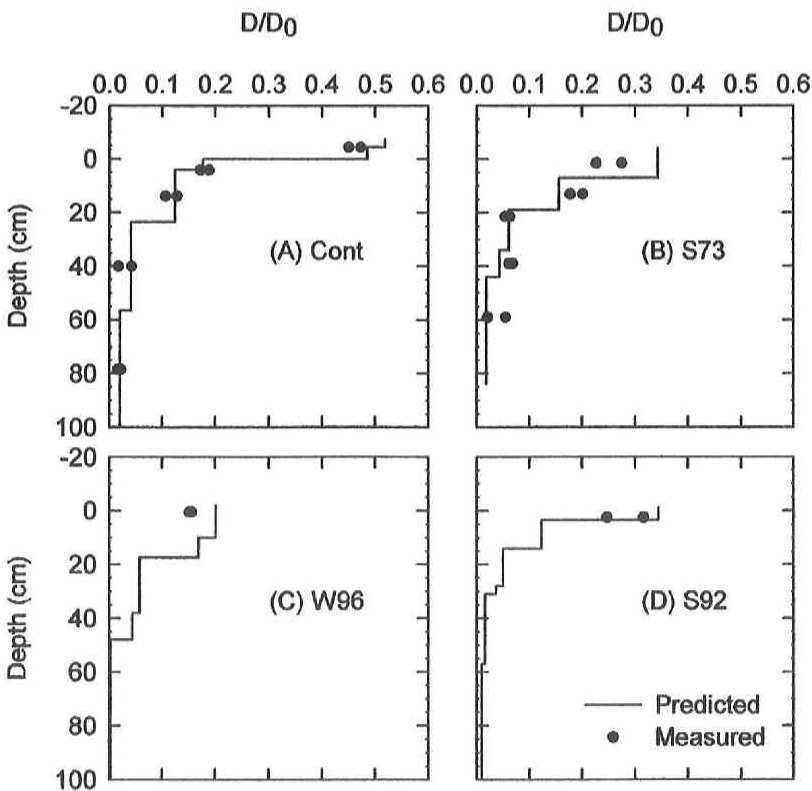 D/D0 D/D0
0.0 0.1 0.2 0.3 0.4 0.5 0.6 0.0 0.1 0.2 0.3 0.4 0.5 0.6
-20
0
20
40
60
80
100
Depth (cm)
(A) Cont
(B) S73
-20
0
20
40
60
80
100
Depth (cm)
(C) W96
(D) S92
Predicted
Measured